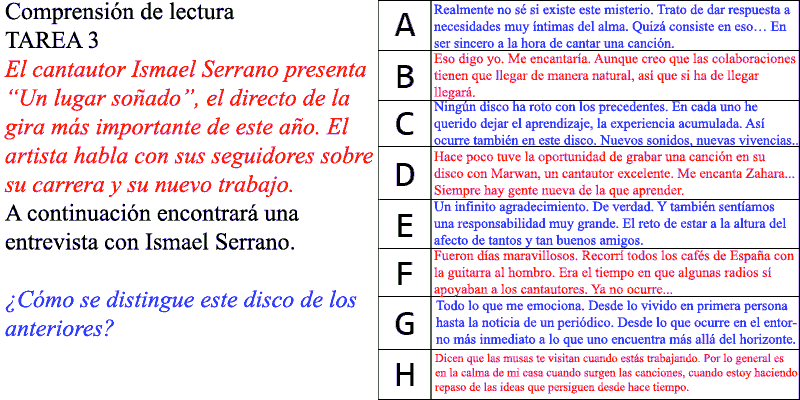 Comprensión de lectura
TAREA 3
El cantautor Ismael Serrano presenta
“Un lugar soñado”, el directo de la
gira más importante de este año. El
artista habla con sus seguidores sobre
su carrera y su nuevo trabajo.
A continuación encontrará una
entrevista con Ismael Serrano.
¿Cómo se distingue este disco de los
anteriores?
A
Realmente no sé si existe este misterio. Trato de dar respuesta a
necesidades muy íntimas del alma. Quizá consiste en eso… En
ser sincero a la hora de cantar una canción.
B
Eso digo yo. Me encantaría. Aunque creo que las colaboraciones
tienen que llegar de manera natural, así que si ha de llegar
llegará.
C
Ningún disco ha roto con los precedentes. En cada uno he
querido dejar el aprendizaje, la experiencia acumulada. Así
ocurre también en este disco. Nuevos sonidos, nuevas vivencias..
D
Hace poco tuve la oportunidad de grabar una canción en su
disco con Marwan, un cantautor excelente. Me encanta Zahara...
Siempre hay gente nueva de la que aprender.
E
Un infinito agradecimiento. De verdad. Y también sentíamos
una responsabilidad muy grande. El reto de estar a la altura del
afecto de tantos y tan buenos amigos.
F
Fueron días maravillosos. Recorrí todos los cafés de España con
la guitarra al hombro. Era el tiempo en que algunas radios sí
apoyaban a los cantautores. Ya no ocurre...
G
Todo lo que me emociona. Desde lo vivido en primera persona
hasta la noticia de un periódico. Desde lo que ocurre en el entor-
no más inmediato a lo que uno encuentra más allá del horizonte.
H
Dicen que las musas te visitan cuando estás trabajando. Por lo general es
en la calma de mi casa cuando surgen las canciones, cuando estoy haciendo
repaso de las ideas que persiguen desde hace tiempo.